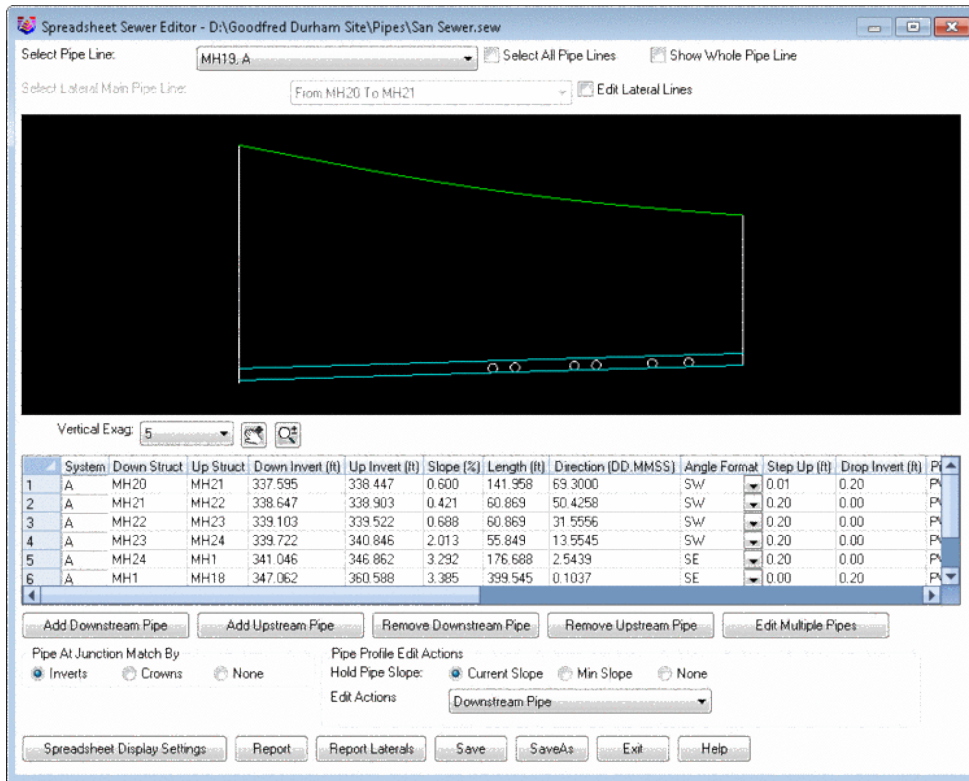 Spreadsheet Sewer Editor - D:\Goodfred Durham Site\Pipes\San Sewer.sew
Select Pipe Line: MH19, A Select All Pipe Lines Show Whole Pipe Line
Select Lateral Main Pipe Line: From MH20 To MH21 Edit Lateral Lines
Vertical Exag: 5
System Down Struct Up Struct Down Invert (ft) Up Invert (ft) Slope (%) Length (ft) Direction (DD.MMSS) Angle Format Step Up (ft) Drop Invert (ft) Pi
1 A MH20 MH21 337.595 338.447 0.600 141.958 69.3000 SW 0.01 0.20
2 A MH21 MH22 338.647 338.903 0.421 60.869 50.4258 SW 0.20 0.00
3 A MH22 MH23 339.103 339.522 0.688 60.869 31.5556 SW 0.20 0.00
4 A MH23 MH24 339.722 340.846 2.013 55.849 13.5545 SW 0.20 0.00
5 A MH24 MH1 341.046 346.862 3.292 176.688 2.5439 SE 0.20 0.00
6 A MH1 MH18 347.062 360.588 3.385 399.545 0.1037 SE 0.00 0.20
Add Downstream Pipe Add Upstream Pipe Remove Downstream Pipe Remove Upstream Pipe Edit Multiple Pipes
Pipe At Junction Match By Pipe Profile Edit Actions
Inverts Crowns None Hold Pipe Slope: Current Slope Min Slope None
Edit Actions Downstream Pipe
Spreadsheet Display Settings Report Report Laterals Save SaveAs Exit Help